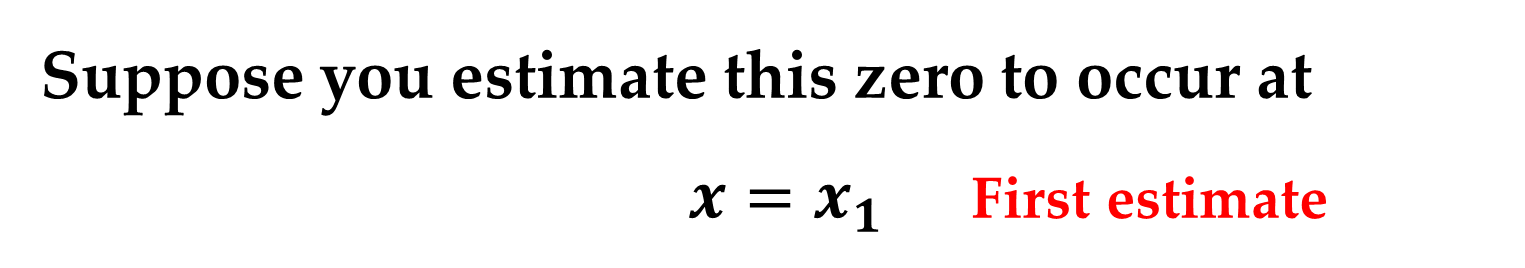 Suppose you estimate this zero to occur at
x = x₁ First estimate